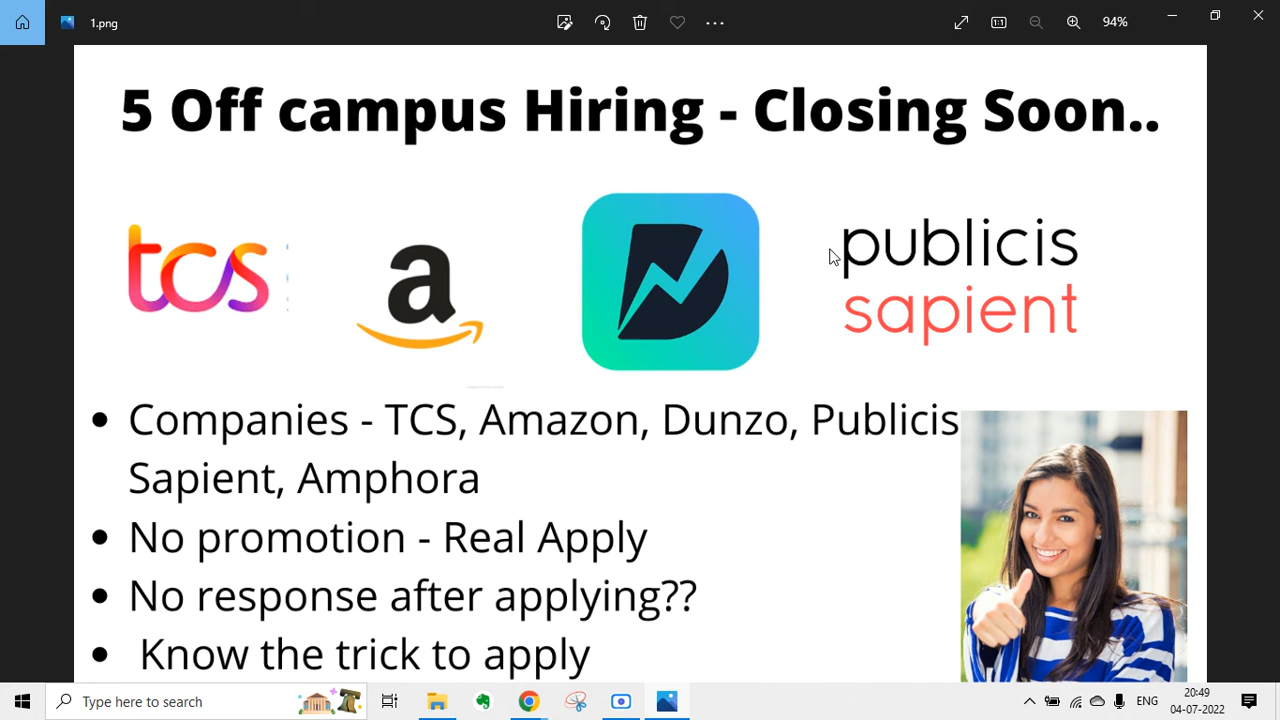 1.png
94%
5 Off campus Hiring - Closing Soon..
tcs
a
publicis
sapient
Companies - TCS, Amazon, Dunzo, Publicis
Sapient, Amphora
No promotion - Real Apply
No response after applying??
Know the trick to apply
Type here to search
ENG
20:49
04-07-2022